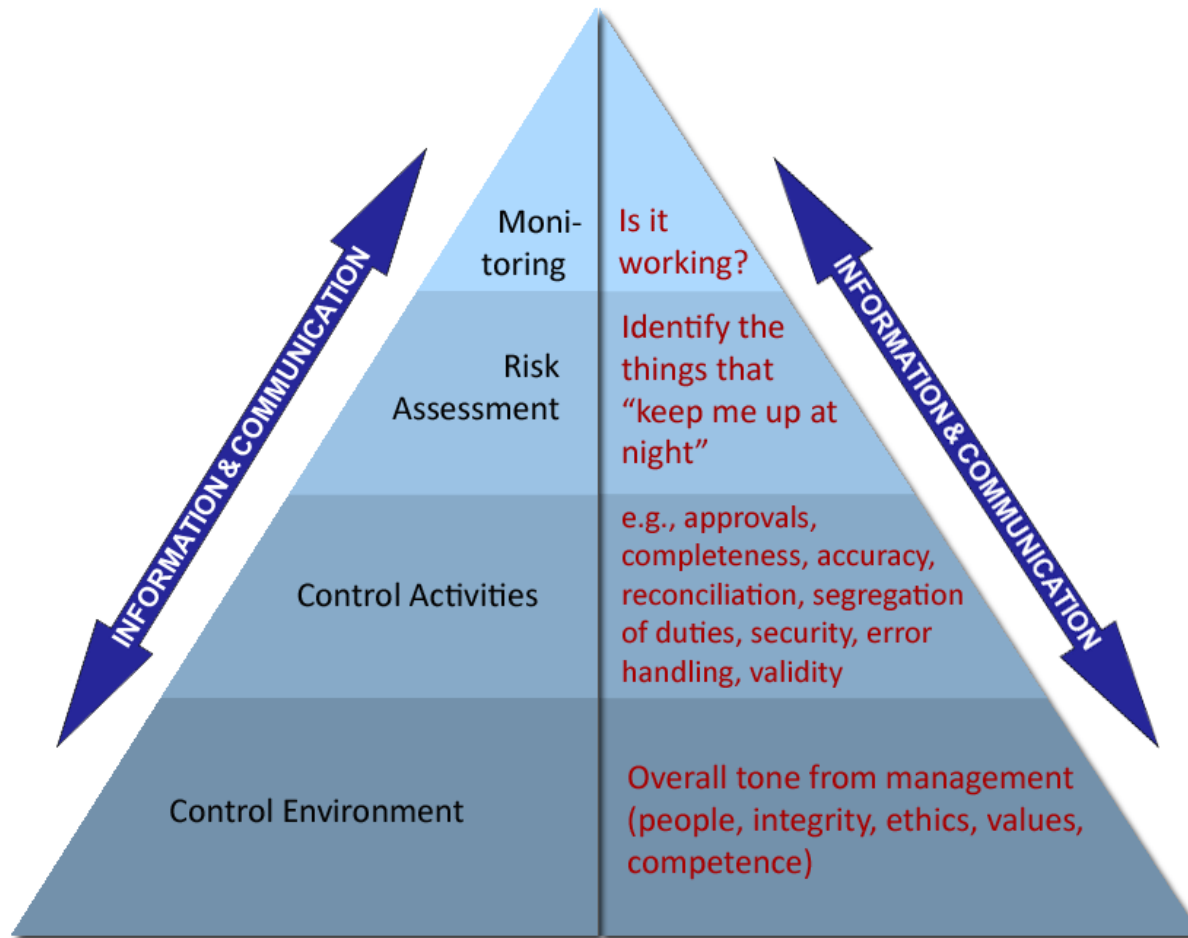 INFORMATION & COMMUNICATION
INFORMATION & COMMUNICATION
Moni-
toring
Is it
working?
Risk
Assessment
Identify the
things that
“keep me up at
night”
Control Activities
e.g., approvals,
completeness, accuracy,
reconciliation, segregation
of duties, security, error
handling, validity
Control Environment
Overall tone from management
(people, integrity, ethics, values,
competence)